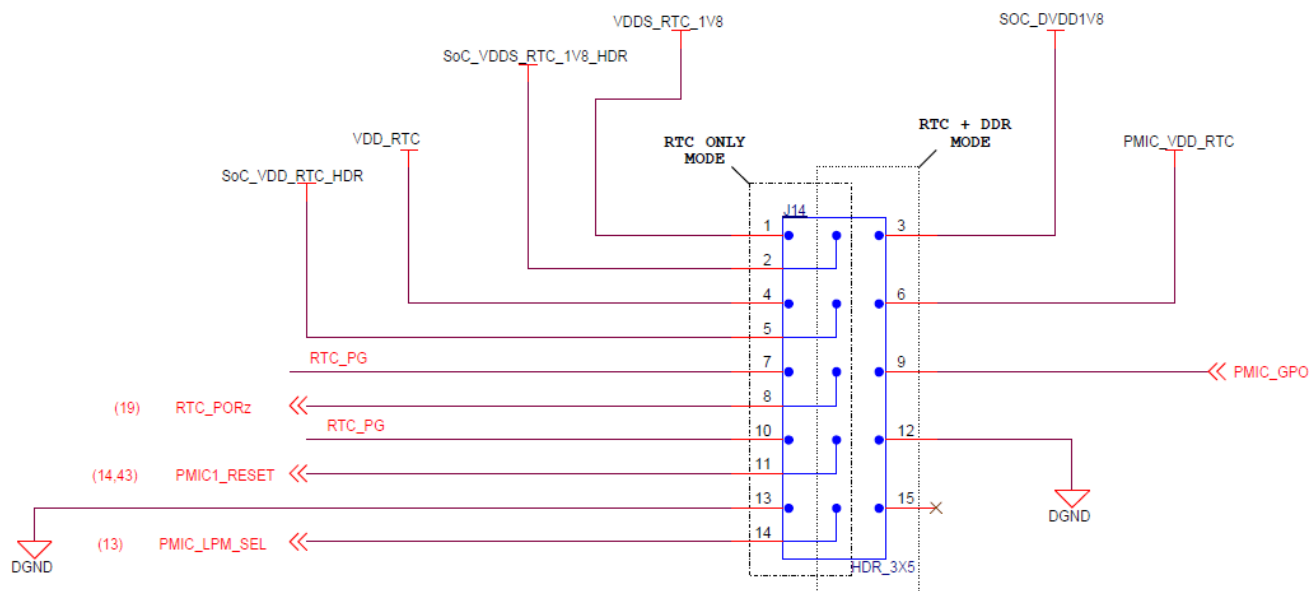 VDDS_RTC_1V8
SOC_DVDD1V8
SoC_VDDS_RTC_1V8_HDR
RTC + DDR
MODE
RTC ONLY
MODE
VDD_RTC
PMIC_VDD_RTC
SoC_VDD_RTC_HDR
J14
1
3
2
4
6
5
RTC_PG
7
9
PMIC_GPO
(19) RTC_PORz
8
RTC_PG
10
12
(14,43) PMIC1_RESET
11
13
15
DGND
(13) PMIC_LPM_SEL
14
DGND
HDR_3X5